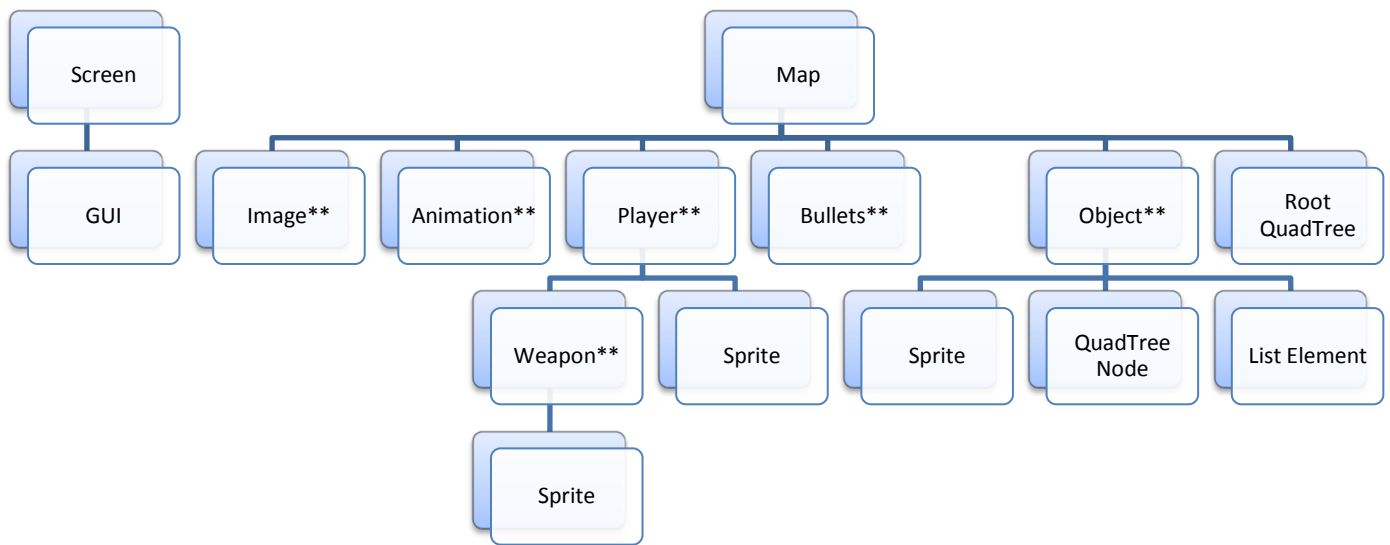 Screen
Map
GUI
Image**
Animation**
Player**
Bullets**
Object**
Root
QuadTree
Weapon**
Sprite
Sprite
QuadTree
Node
List Element
Sprite